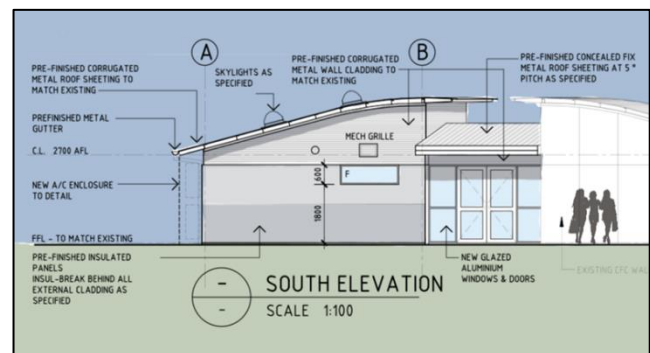 A
B
PRE-FINISHED CORRUGATED
METAL ROOF SHEETING TO
MATCH EXISTING
SKYLIGHTS AS
SPECIFIED
PRE-FINISHED CORRUGATED
METAL WALL CLADDING TO
MATCH EXISTING
PRE-FINISHED CONCEALED FIX
METAL ROOF SHEETING AT 5 °
PITCH AS SPECIFIED
PREFINISHED METAL
GUTTER
MECH GRILLE
C.L. 2700 AFL
600
F
NEW A/C ENCLOSURE
TO DETAIL
1800
FFL - TO MATCH EXISTING
PRE-FINISHED INSULATED
PANELS
INSUL-BREAK BEHIND ALL
EXTERNAL CLADDING AS
SPECIFIED
NEW GLAZED
ALUMINIUM
WINDOWS & DOORS
EXISTING CFC WAL
-
-
SOUTH ELEVATION
SCALE 1:100